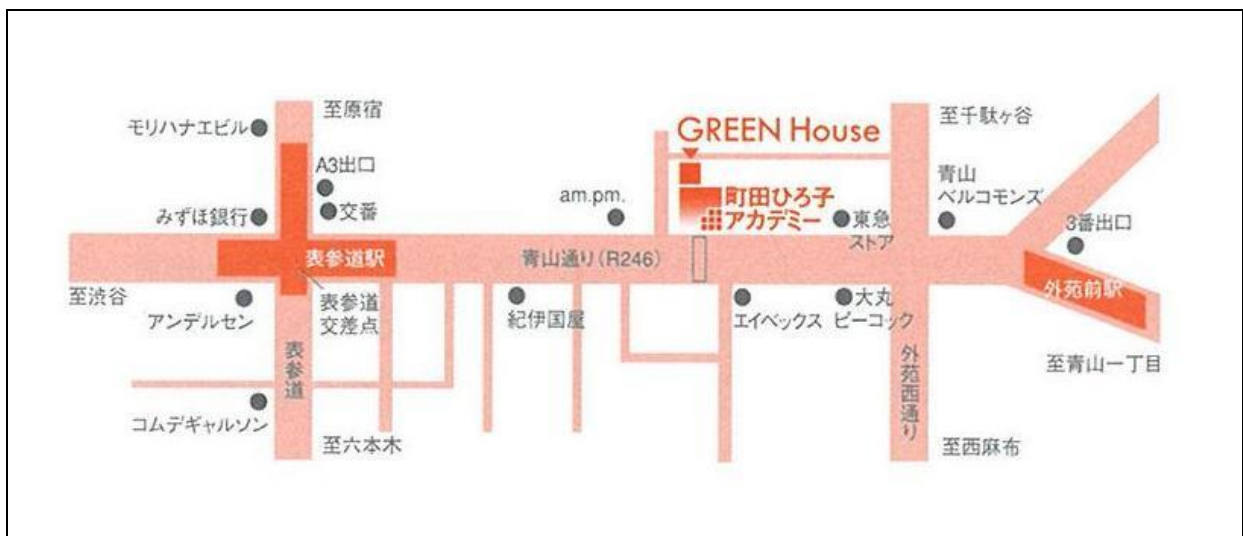 至原宿
モリハナエビル
A3出口
みずほ銀行
交番
am.pm.
GREEN House
町田ひろ子
アカデミー
東急
ストア
至千駄ヶ谷
青山
ベルコモンズ
3番出口
表参道駅
青山通り(R246)
外苑前駅
至渋谷
アンデルセン
表参道
交差点
紀伊国屋
エイベックス
大丸
ピーコック
至青山一丁目
表参道
外苑西通り
コムデギャルソン
至六本木
至西麻布